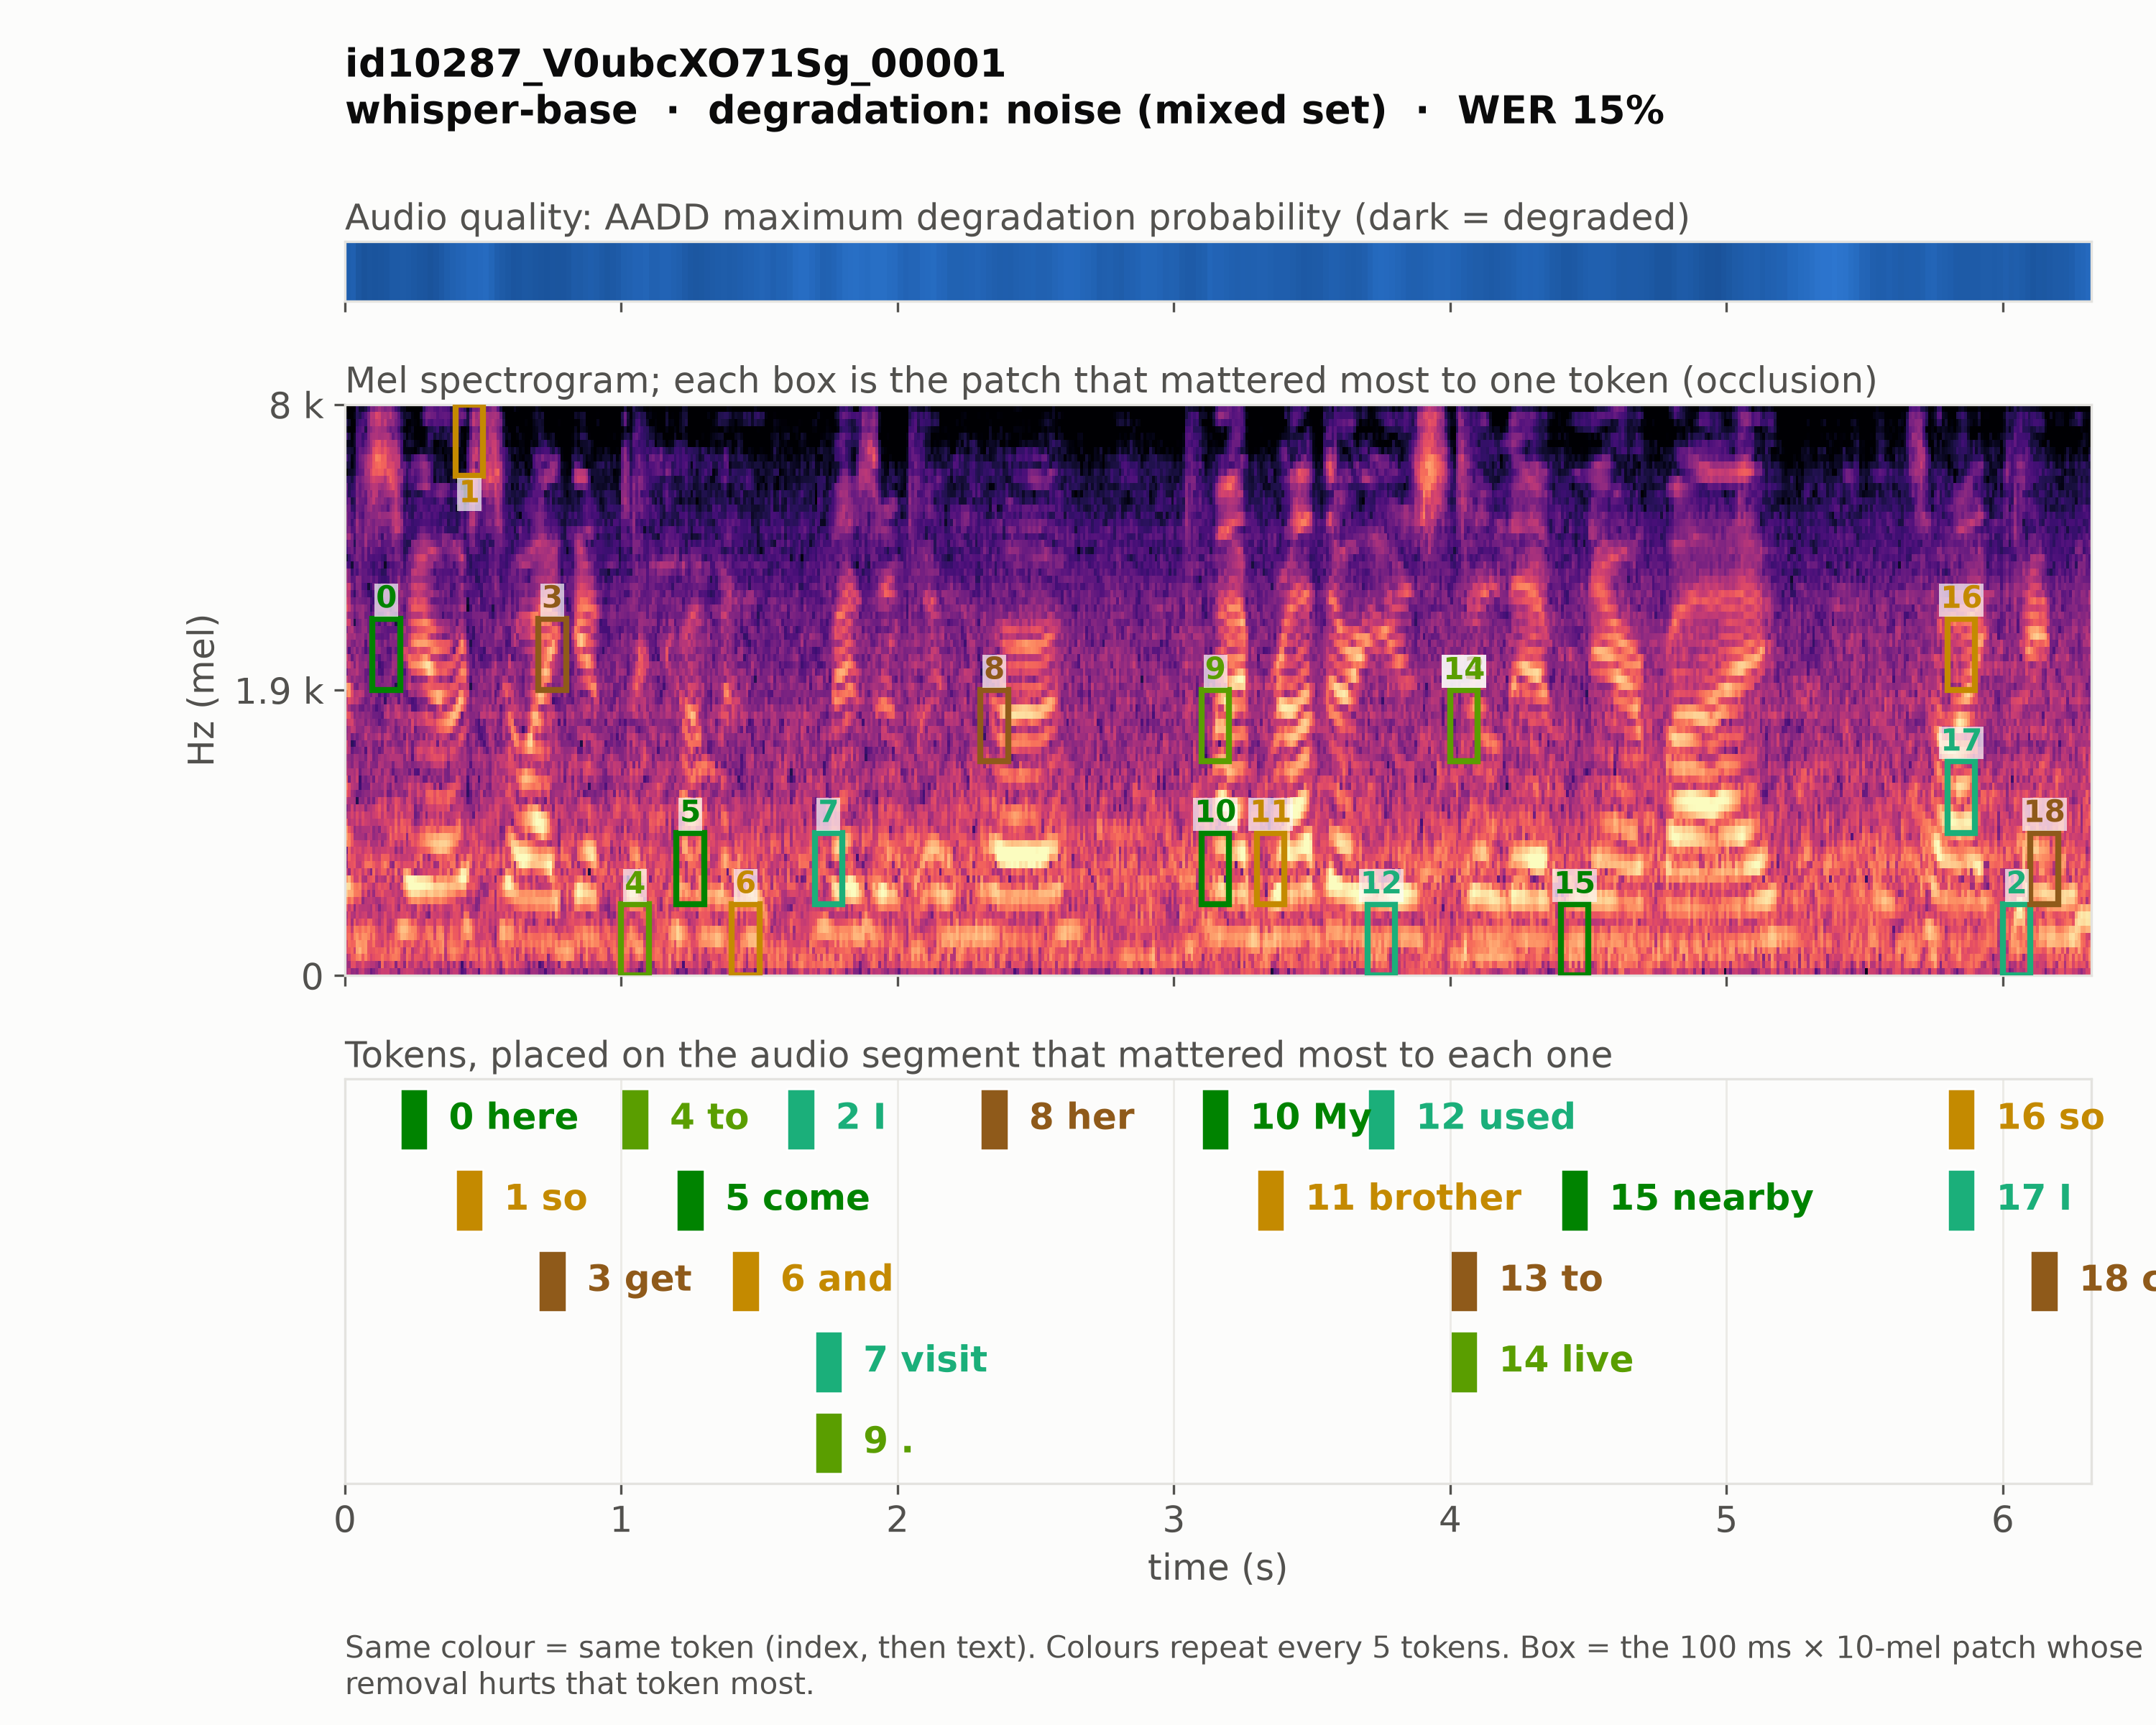 id10287_V0ubcXO71Sg_00001
whisper-base · degradation: noise (mixed set) · WER 15%
Audio quality: AADD maximum degradation probability (dark = degraded)
Mel spectrogram; each box is the patch that mattered most to one token (occlusion)
8 k
1
0 3 16
1.9 k
8 9 14
Hz (mel)
17
5 7 10 11 18
4 6 12 15 2
0
Tokens, placed on the audio segment that mattered most to each one
0 here 4 to 2 I 8 her 10 My 12 used 16 so
1 so 5 come 11 brother 15 nearby 17 I
3 get 6 and 13 to 18
7 visit 14 live
9 .
0 1 2 3 4 5 6
time (s)
Same colour = same token (index, then text). Colours repeat every 5 tokens. Box = the 100 ms × 10-mel patch whose
removal hurts that token most.